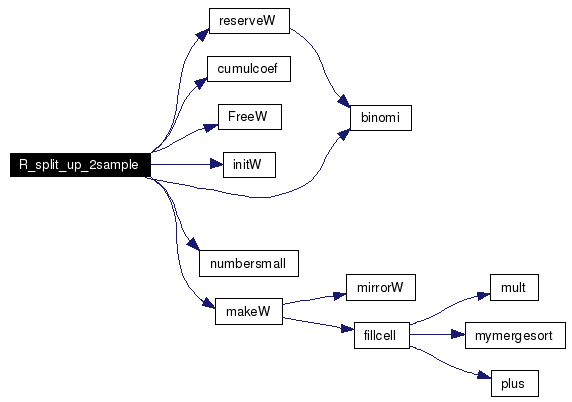 reserveW
cumulcoef
FreeW
binomi
R_split_up_2sample
initW
numbersmall
makeW
mirrorW
mult
fillcell
mymergesort
plus